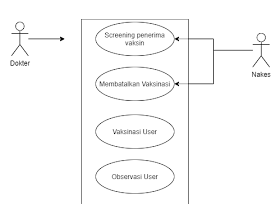 Screening penerima
vaksin
Dokter
Membatalkan Vaksinasi
Nakes
Vaksinasi User
Observasi User